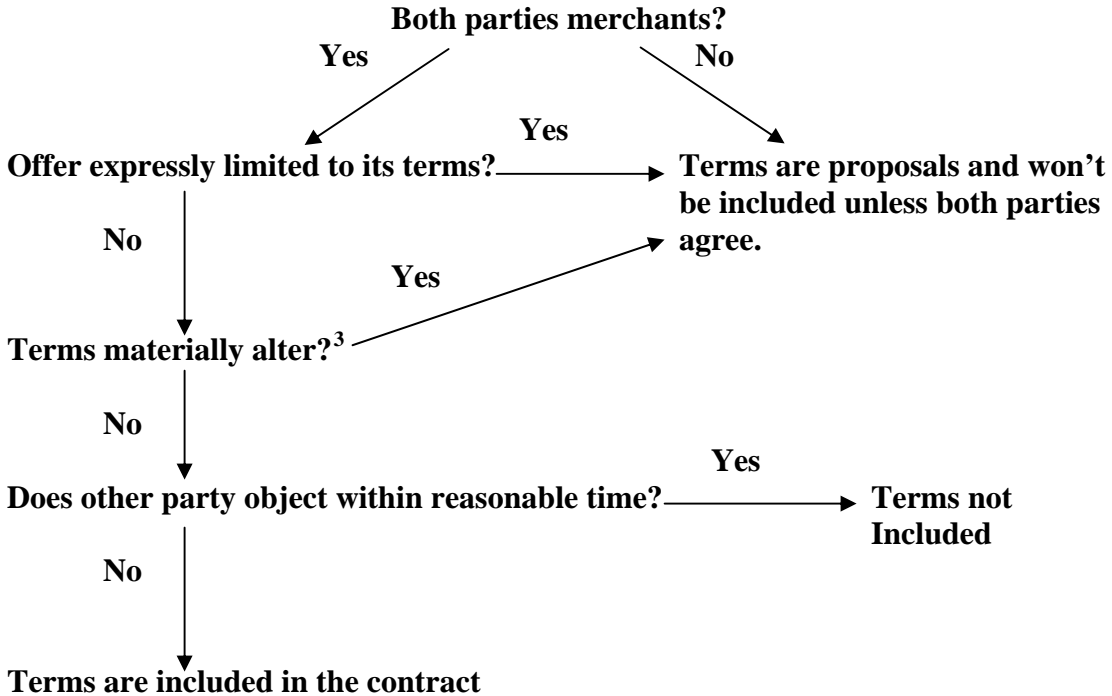 Both parties merchants?
Yes
No
Yes
Offer expressly limited to its terms?
Terms are proposals and won’t
be included unless both parties
agree.
No
Yes
Terms materially alter?3
No
Yes
Does other party object within reasonable time?
Terms not
Included
No
Terms are included in the contract